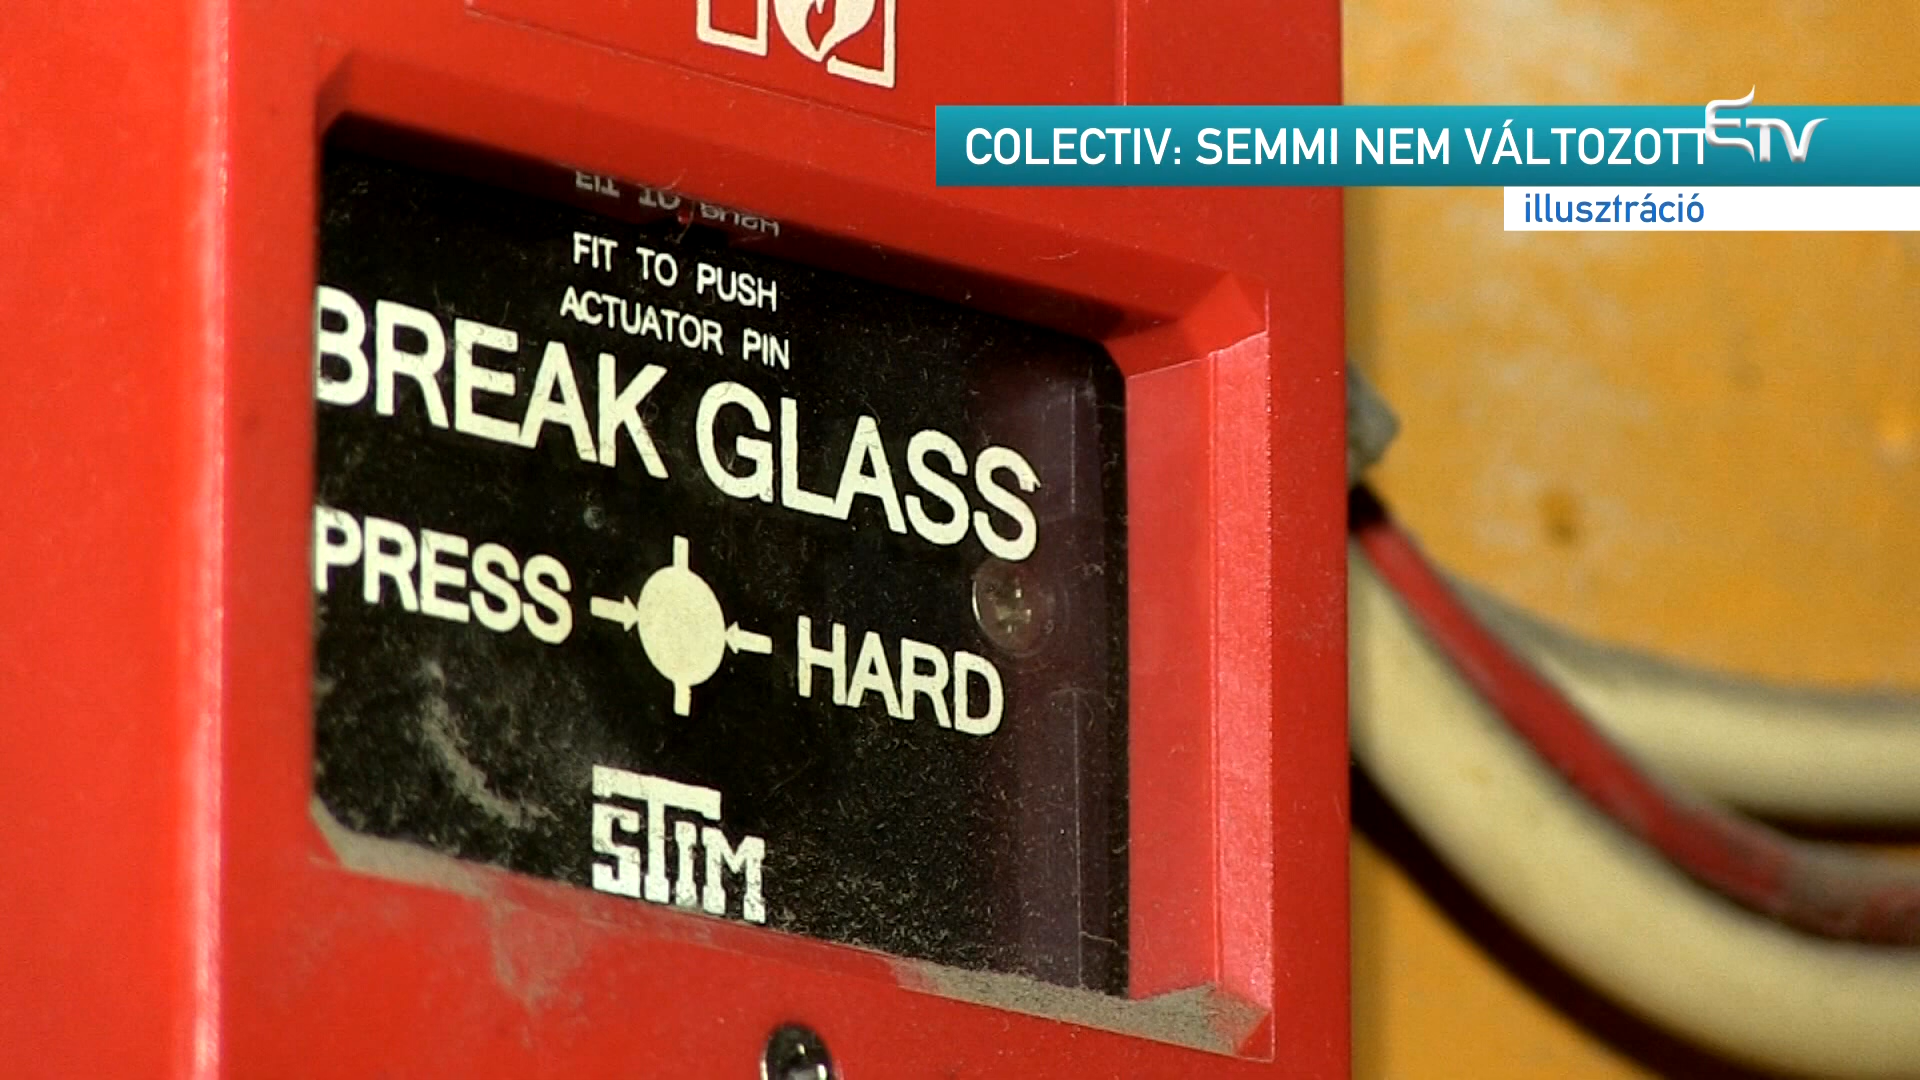 COLECTIV: SEMMI NEM VÁLTOZOTT
ETV
illusztráció
FIT TO PUSH
ACTUATOR PIN
BREAK GLASS
PRESS HARD
STIM